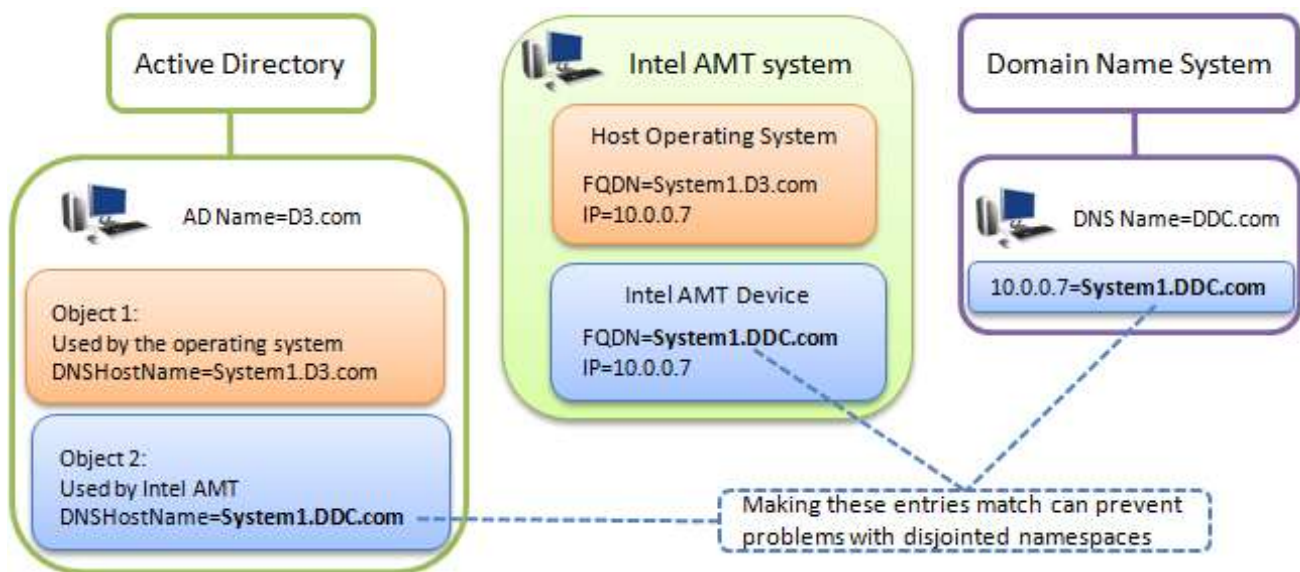 Active Directory
AD Name=D3.com
Object 1:
Used by the operating system
DNSHostName=System1.D3.com
Object 2:
Used by Intel AMT
DNSHostName=System1.DDC.com
Intel AMT system
Host Operating System
FQDN=System1.D3.com
IP=10.0.0.7
Intel AMT Device
FQDN=System1.DDC.com
IP=10.0.0.7
Domain Name System
DNS Name=DDC.com
10.0.0.7=System1.DDC.com
Making these entries match can prevent
problems with disjointed namespaces